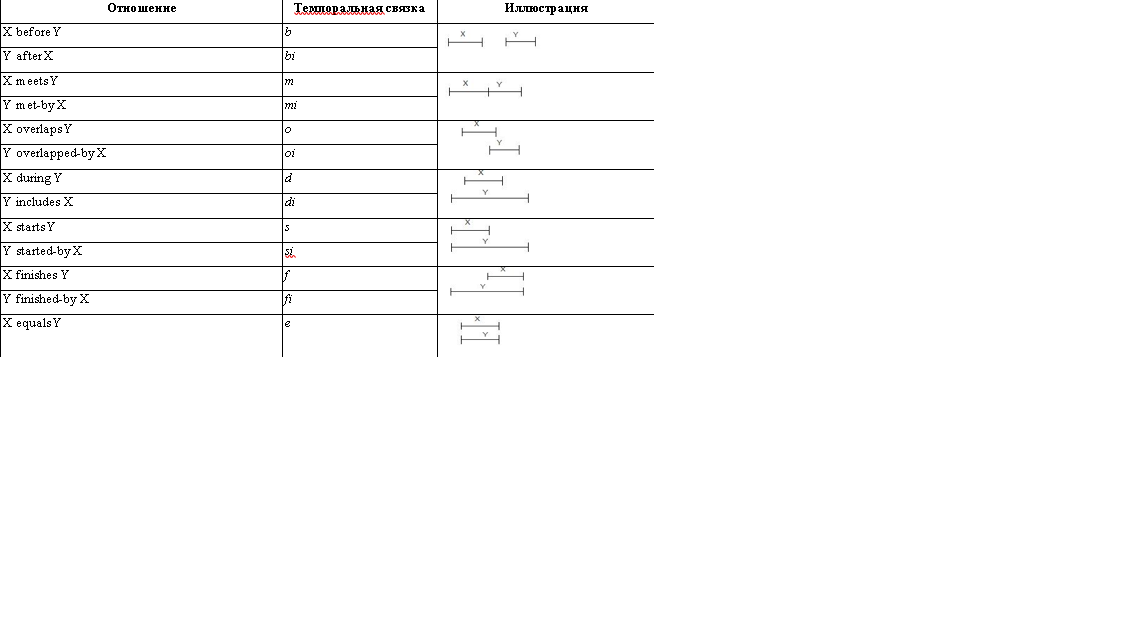 Отношение Темпоральная связка Иллюстрация
X before Y b X Y
Y after X bi
X meets Y m X Y
Y met-by X mi
X overlaps Y o X
Y overlapped-by X oi Y
X during Y d X
Y includes X di Y
X starts Y s X
Y started-by X si Y
X finishes Y f X
Y finished-by X fi Y
X equals Y e X
Y